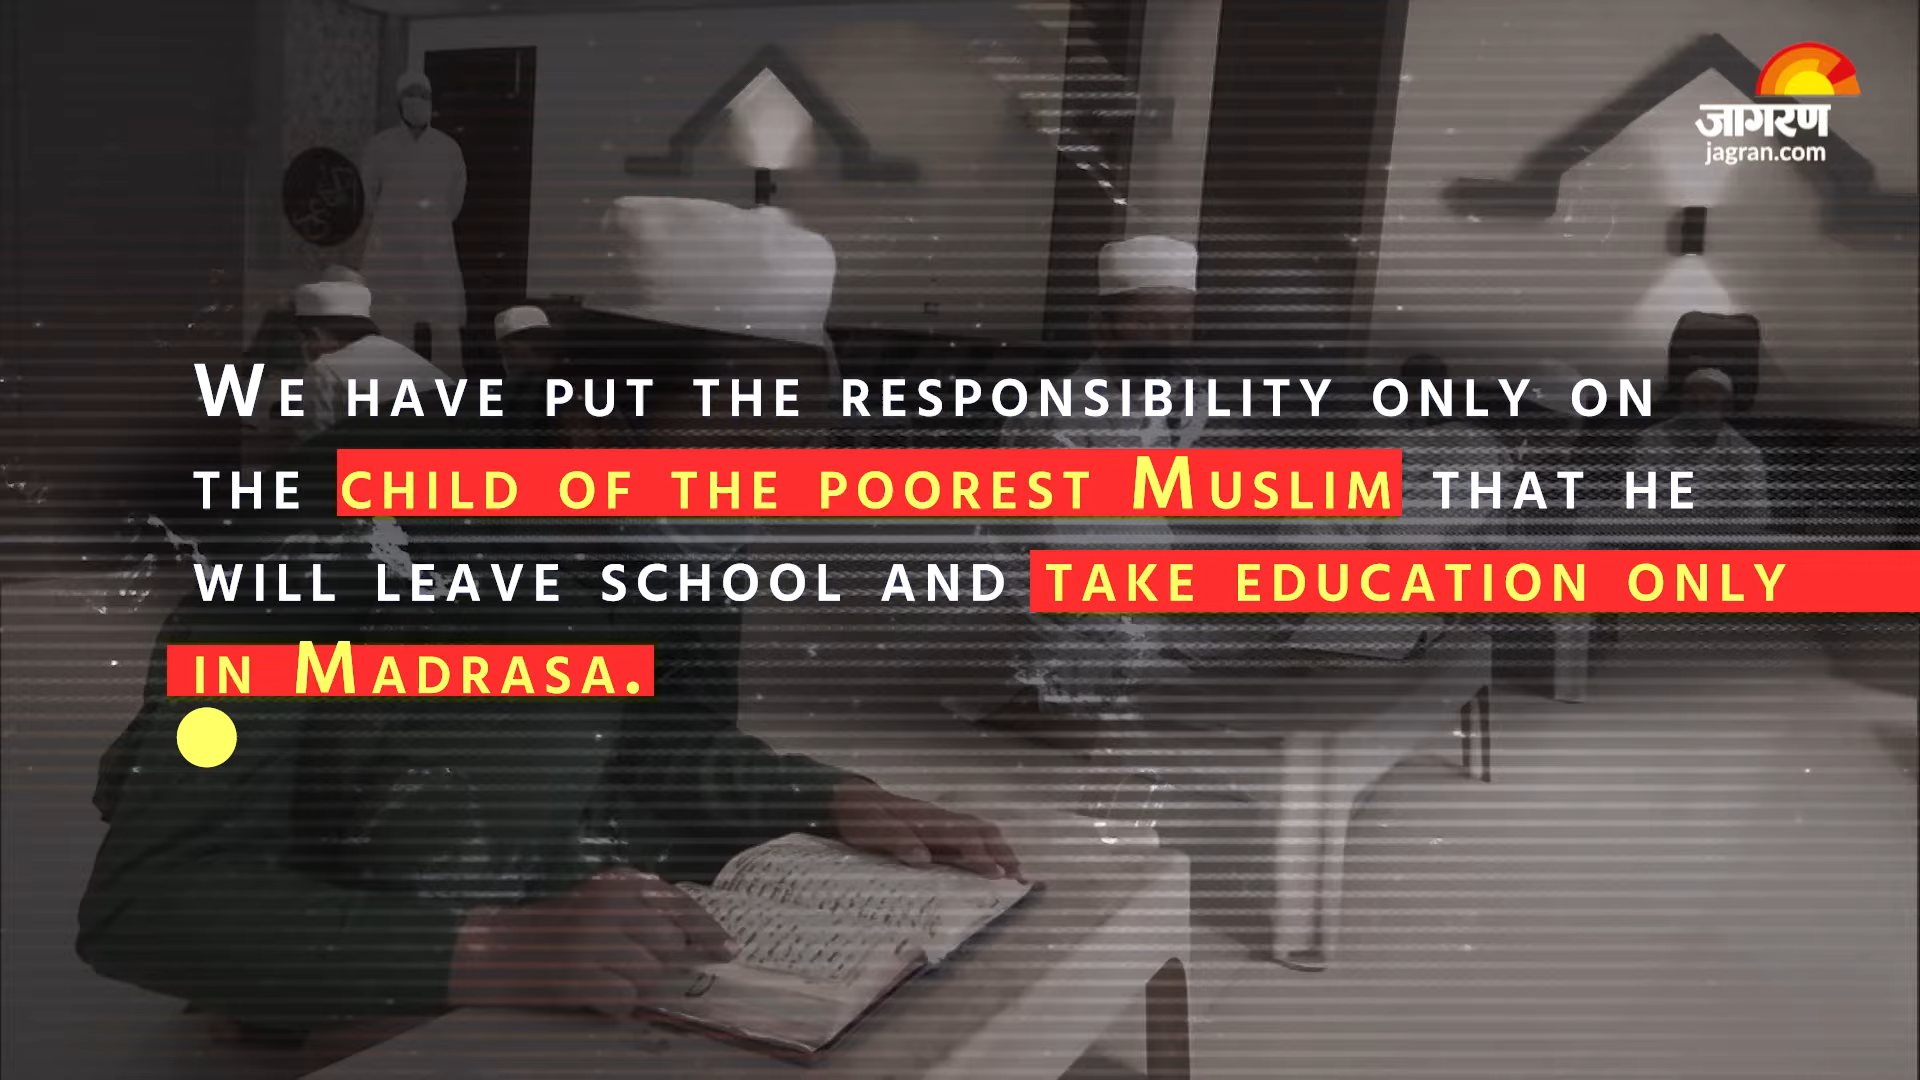 जागरण
jagran.com
We have put the responsibility only on
the child of the poorest Muslim that he
will leave school and take education only
in Madrasa.